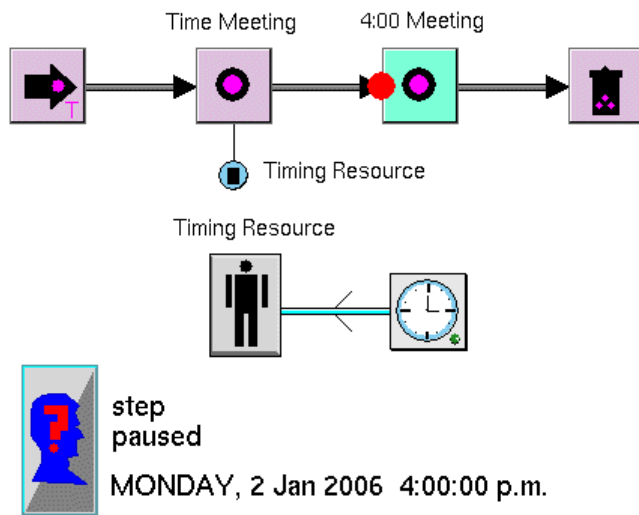 Time Meeting
4:00 Meeting
T
Timing Resource
Timing Resource
?
step
paused
MONDAY, 2 Jan 2006 4:00:00 p.m.